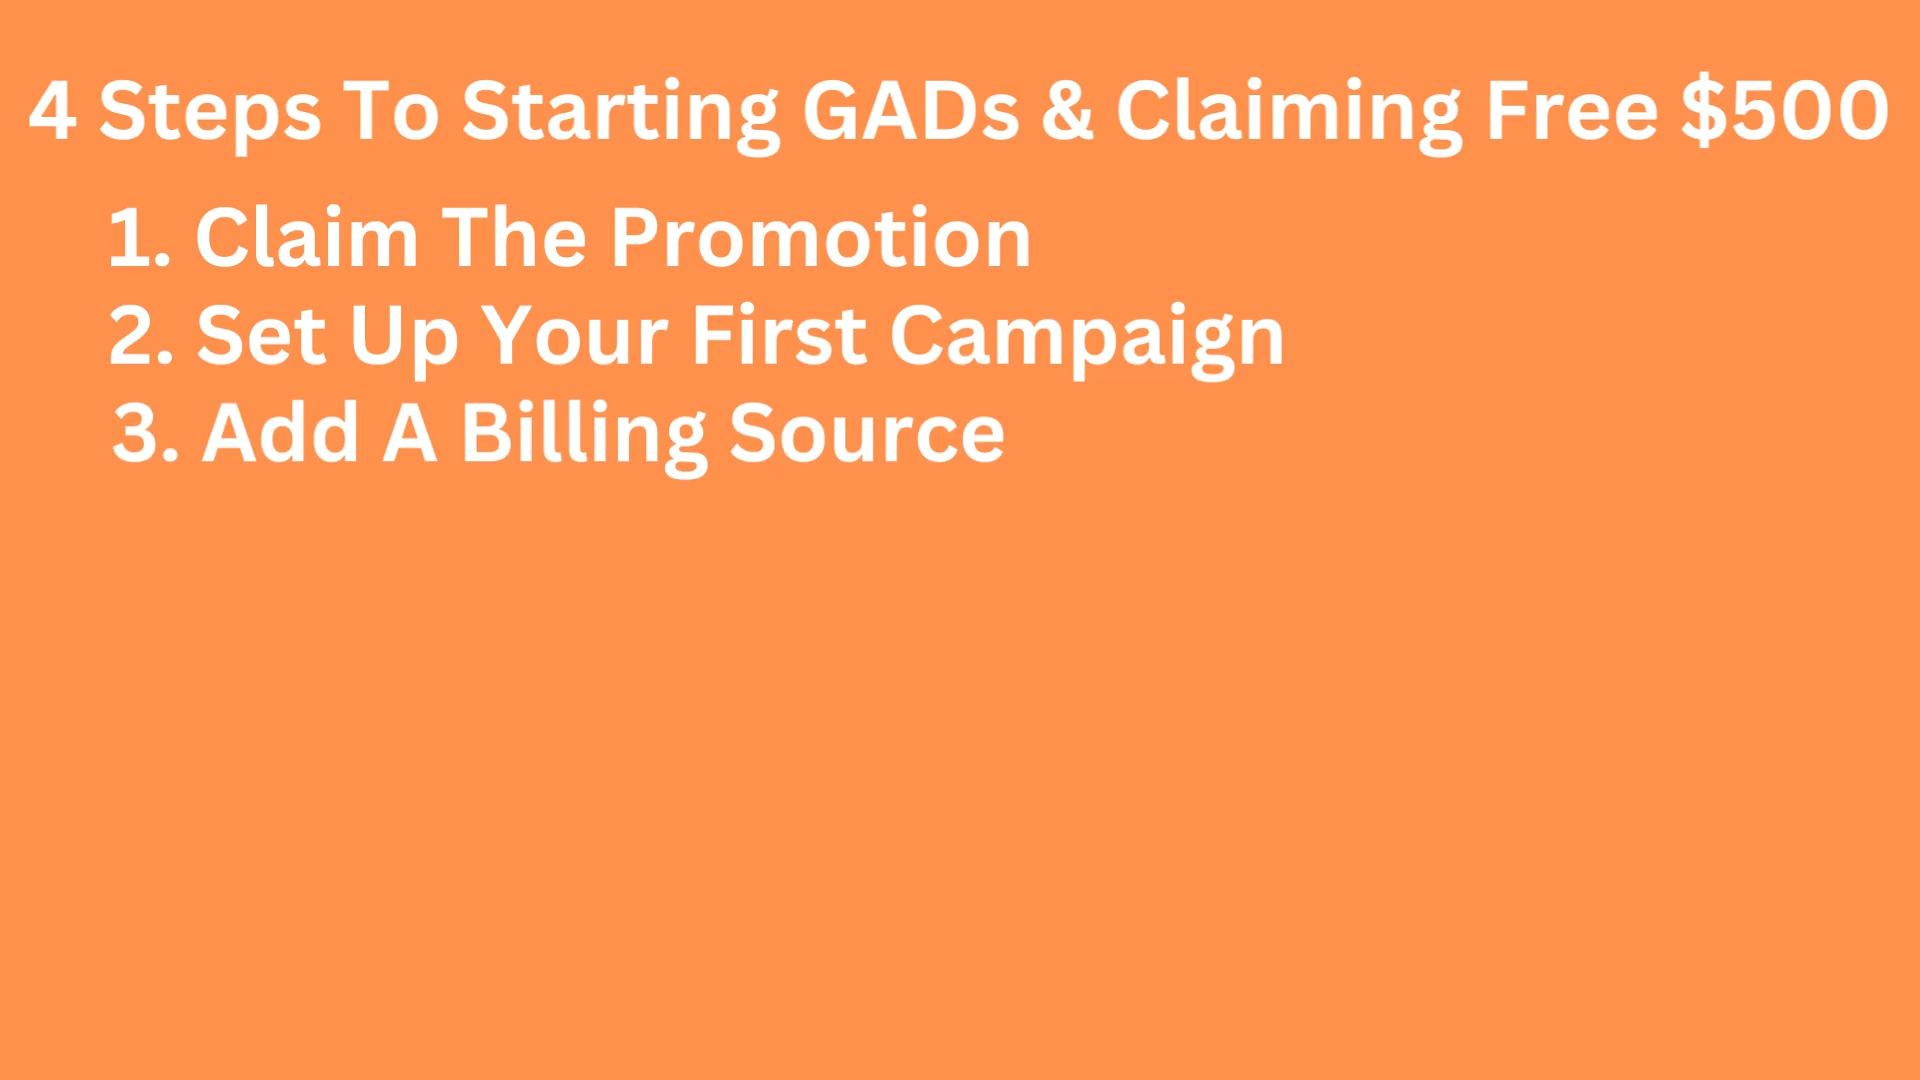 4 Steps To Starting GADs & Claiming Free $500
1. Claim The Promotion
2. Set Up Your First Campaign
3. Add A Billing Source